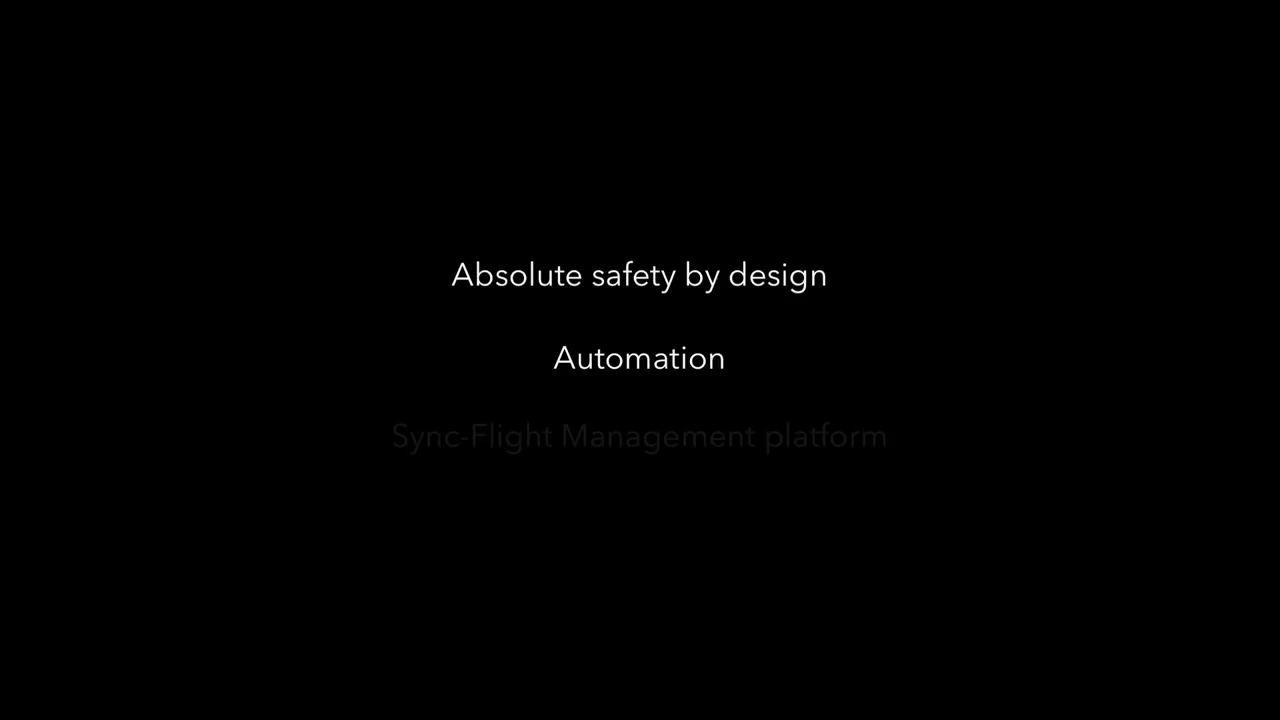 Absolute safety by design
Automation
Sync-Flight Management platform